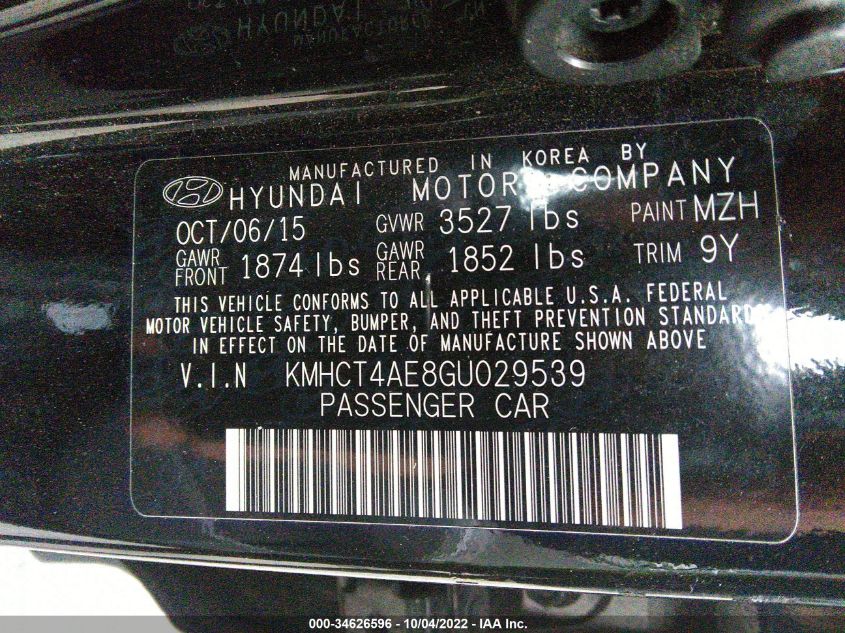 MANUFACTURED IN KOREA BY
HYUNDAI MOTOR COMPANY
OCT/06/15 GVWR 3527 lbs PAINT MZH
GAWR FRONT 1874 lbs GAWR REAR 1852 lbs TRIM 9Y
THIS VEHICLE CONFORMS TO ALL APPLICABLE U.S.A. FEDERAL
MOTOR VEHICLE SAFETY, BUMPER, AND THEFT PREVENTION STANDARDS
IN EFFECT ON THE DATE OF MANUFACTURE SHOWN ABOVE
V.I.N KMHCT4AE8GU029539
PASSENGER CAR
000-34626596 - 10/04/2022 - IAA Inc.